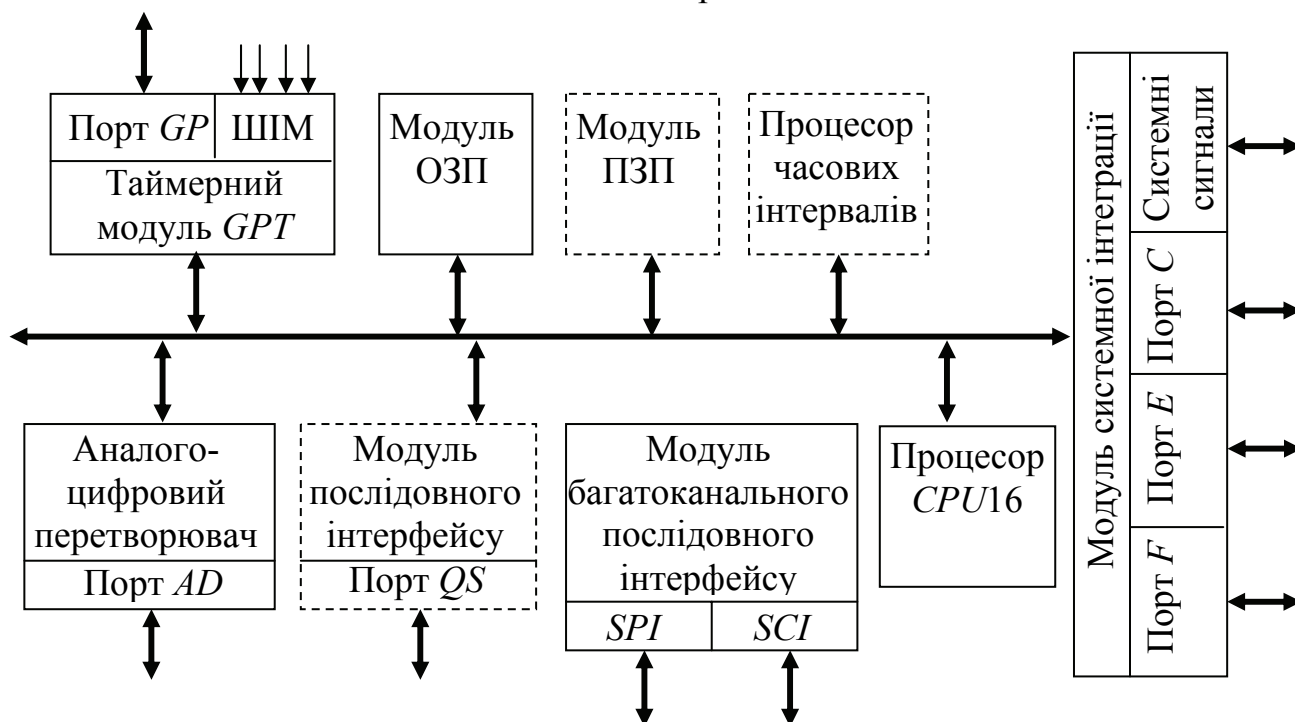 Порт GP
ШІМ
Таймерний
модуль GPT
Модуль
ОЗП
Модуль
ПЗП
Процесор
часових
інтервалів
Аналого-
цифровий
перетворювач
Порт AD
Модуль
послідовного
інтерфейсу
Порт QS
Модуль
багатоканального
послідовного
інтерфейсу
SPI
SCI
Процесор
CPU16
Модуль системної інтеграції
Системні
сигнали
Порт C
Порт E
Порт F